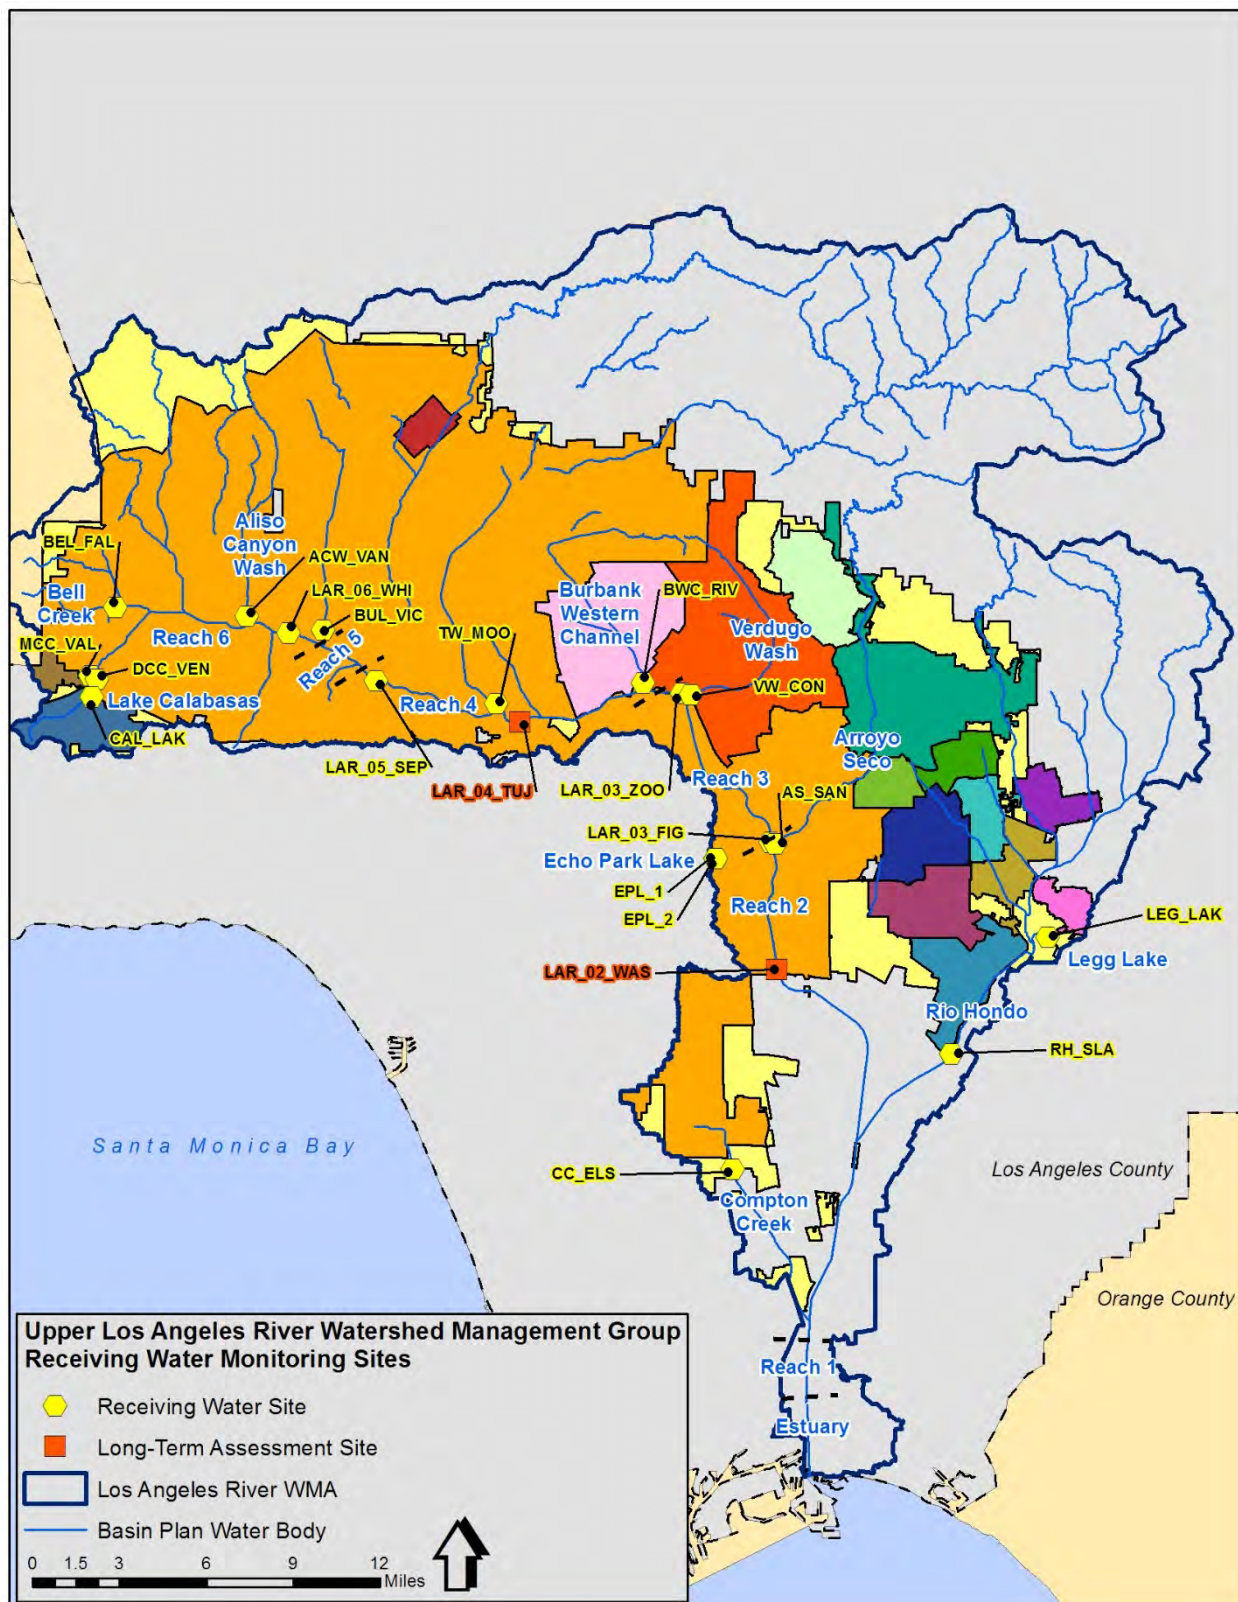 BEL_FAL
Aliso
Canyon
Wash
ACW_VAN
Bell
Creek
LAR_06_WHI
Burbank
Western
Channel
BWC_RIV
BUL_VIC
MCC_VAL
Reach 6
TW_MOO
Verdugo
Wash
Reach 5
DCC_VEN
VW_CON
Lake Calabasas
Reach 4
CAL_LAK
Arroyo
Seco
LAR_05_SEP
Reach 3
LAR_04_TUJ
LAR_03_ZOO
AS_SAN
LAR_03_FIG
Echo Park Lake
EPL_1
Reach 2
EPL_2
LEG_LAK
Legg Lake
LAR_02_WAS
Rio Hondo
RH_SLA
Santa Monica Bay
CC_ELS
Los Angeles County
Compton
Creek
Orange County
Reach 1
Estuary
Upper Los Angeles River Watershed Management Group
Receiving Water Monitoring Sites
Receiving Water Site
Long-Term Assessment Site
Los Angeles River WMA
Basin Plan Water Body
0 1.5 3 6 9 12
Miles